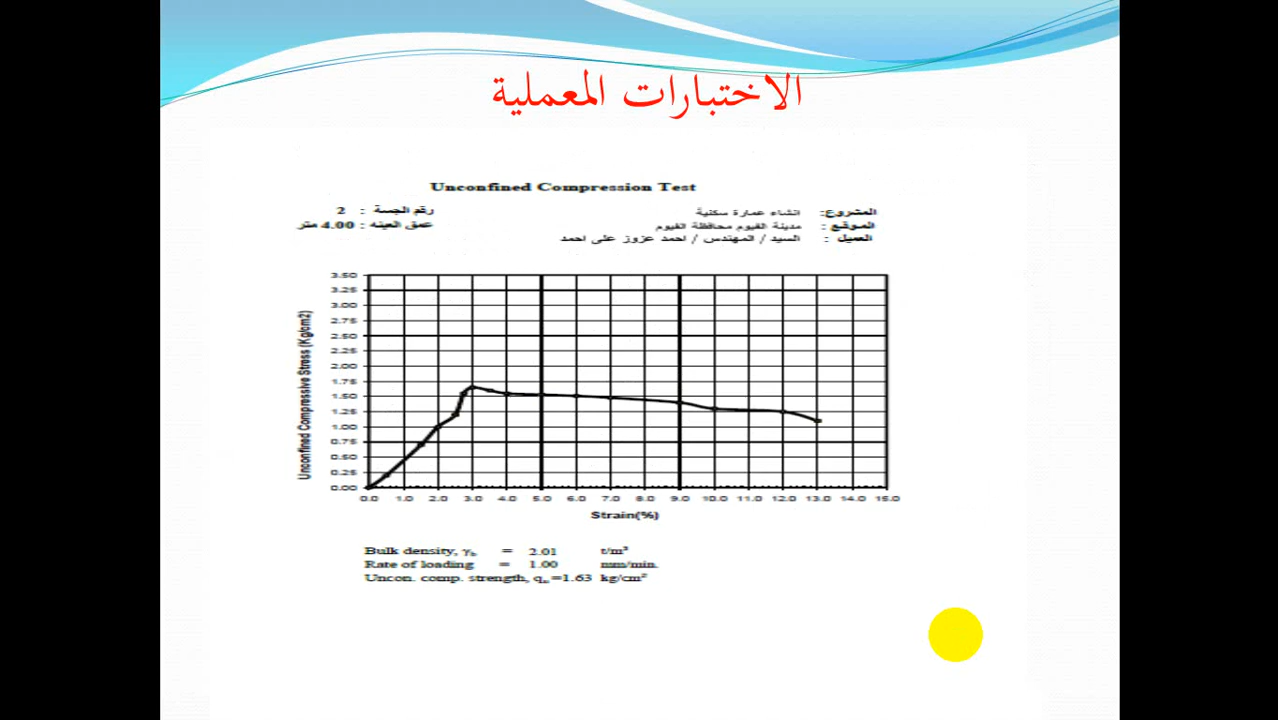 الاختبارات المعملية
Unconfined Compression Test
المشروع: انشاء عمارة سكنية
رقم الجسة : 2
الموقع : مدينة الفيوم محافظة الفيوم
عمق العينه : 4.00 متر
العميل : السيد / المهندس / احمد عزوز على احمد
Unconfined Compressive Stress (Kg/cm2)
3.50
3.25
3.00
2.75
2.50
2.25
2.00
1.75
1.50
1.25
1.00
0.75
0.50
0.25
0.00
0.0 1.0 2.0 3.0 4.0 5.0 6.0 7.0 8.0 9.0 10.0 11.0 12.0 13.0 14.0 15.0
Strain(%)
Bulk density, γb = 2.01 t/m³
Rate of loading = 1.00 mm/min.
Uncon. comp. strength, qu =1.63 kg/cm²